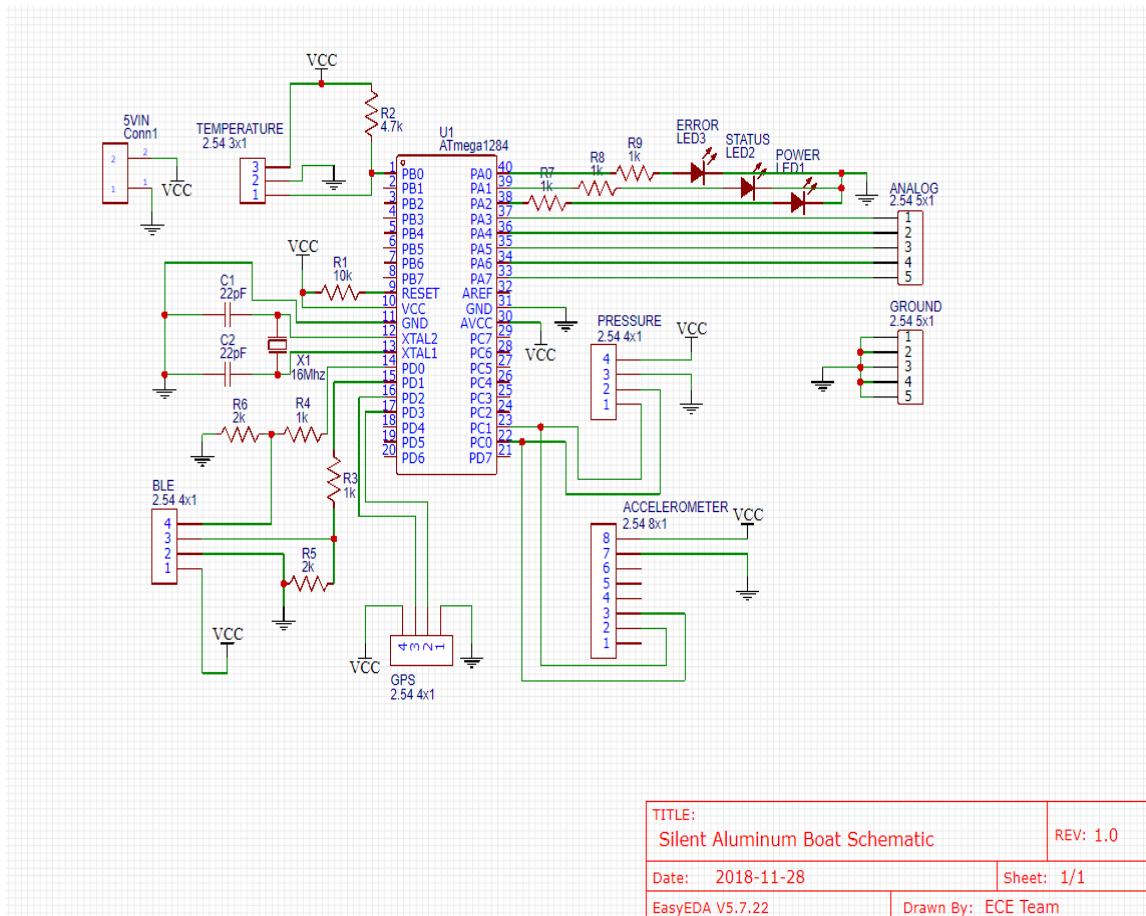 VCC
R2
4.7k
5VIN
Conn1
2
2
1
1
VCC
TEMPERATURE
2.54 3x1
3
2
1
U1
ATmega1284
1 PB0 PA0 40
2 PB1 PA1 39
3 PB2 PA2 38
4 PB3 PA3 37
5 PB4 PA4 36
6 PB5 PA5 35
7 PB6 PA6 34
8 PB7 PA7 33
9 RESET AREF 32
10 VCC GND 31
11 GND AVCC 30
12 XTAL2 PC7 29
13 XTAL1 PC6 28
14 PD0 PC5 27
15 PD1 PC4 26
16 PD2 PC3 25
17 PD3 PC2 24
18 PD4 PC1 23
19 PD5 PC0 22
20 PD6 PD7 21
ERROR
LED3
STATUS
LED2
POWER
LED1
R9
1k
R8
1k
R7
1k
ANALOG
2.54 5x1
1
2
3
4
5
VCC
R1
10k
C1
22pF
C2
22pF
X1
16Mhz
VCC
PRESSURE
2.54 4x1
4
3
2
1
VCC
GROUND
2.54 5x1
1
2
3
4
5
R6
2k
R4
1k
R3
1k
BLE
2.54 4x1
4
3
2
1
R5
2k
VCC
VCC
4 3 2 1
GPS
2.54 4x1
ACCELEROMETER
2.54 8x1
VCC
8
7
6
5
4
3
2
1
TITLE:
Silent Aluminum Boat Schematic
REV: 1.0
Date: 2018-11-28
Sheet: 1/1
EasyEDA V5.7.22
Drawn By: ECE Team